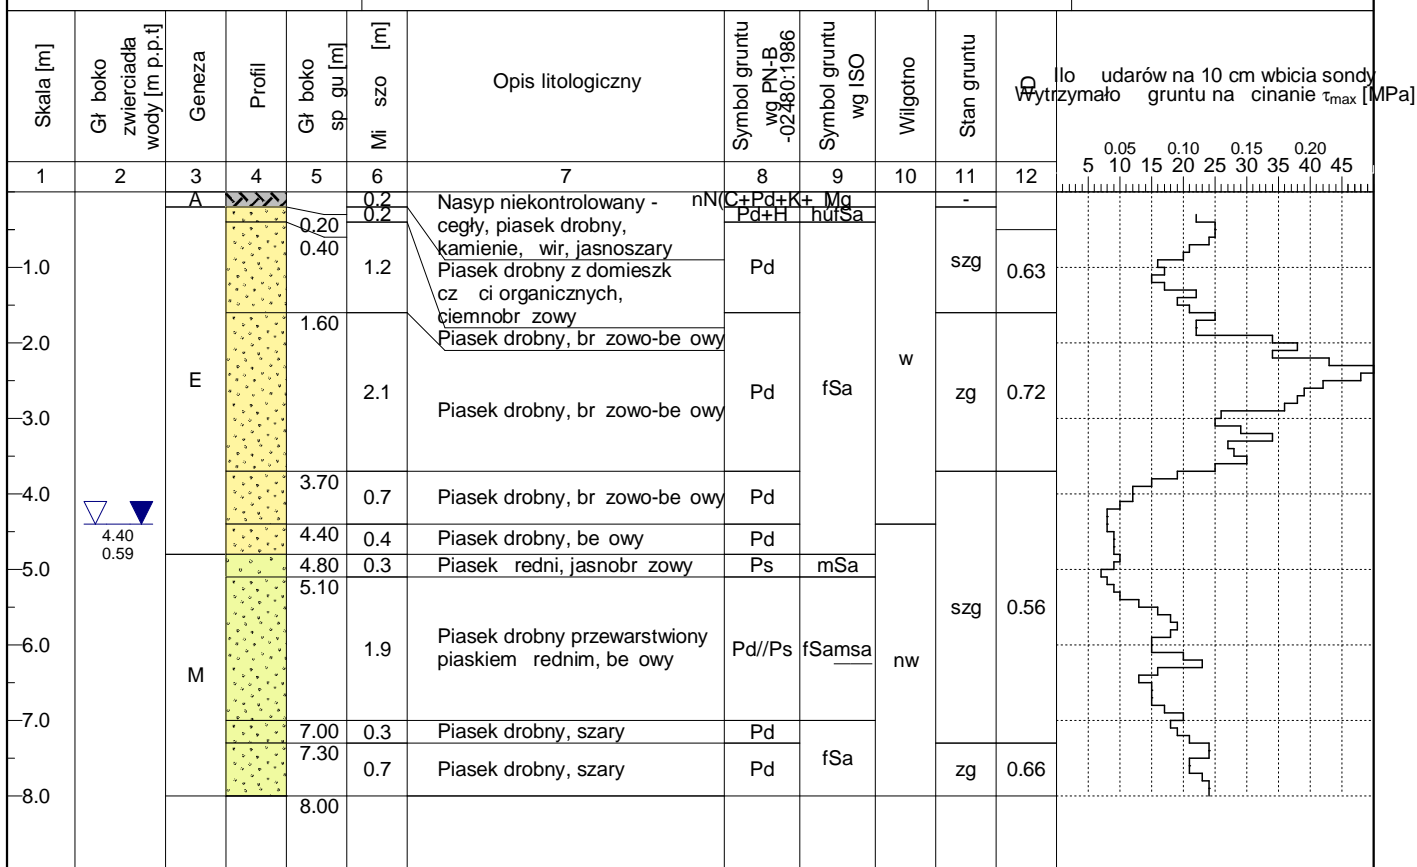 Skala [m]
Gł boko
zwierciadła
wody [m p.p.t]
Geneza
Profil
Gł boko
sp gu [m]
Mi szo [m]
Opis litologiczny
Symbol gruntu
wg PN-B
-02480:1986
Symbol gruntu
wg ISO
Wilgotno
Stan gruntu
ID
Ilo udarów na 10 cm wbicia sondy
Wytrzymało gruntu na cinanie τmax [MPa]
0.05 0.10 0.15 0.20
5 10 15 20 25 30 35 40 45
1 2 3 4 5 6 7 8 9 10 11 12
A 0.2 Nasyp niekontrolowany - nN(C+Pd+K+ Mg -
0.2 Pd+H hufSa
0.20 cegły, piasek drobny,
0.40 kamienie, wir, jasnoszary
-1.0 1.2 Piasek drobny z domieszk Pd szg 0.63
cz ci organicznych,
ciemnobr zowy
1.60 Piasek drobny, br zowo-be owy
-2.0 w
E 2.1 Piasek drobny, br zowo-be owy Pd fSa zg 0.72
-3.0
3.70
-4.0 0.7 Piasek drobny, br zowo-be owy Pd
4.40 4.40 0.4 Piasek drobny, be owy Pd
0.59
-5.0 4.80 0.3 Piasek redni, jasnobr zowy Ps mSa
5.10
szg 0.56
-6.0 1.9 Piasek drobny przewarstwiony Pd//Ps fSamsa
piaskiem rednim, be owy nw
M
-7.0 7.00 0.3 Piasek drobny, szary Pd
7.30 fSa
0.7 Piasek drobny, szary Pd zg 0.66
-8.0 8.00